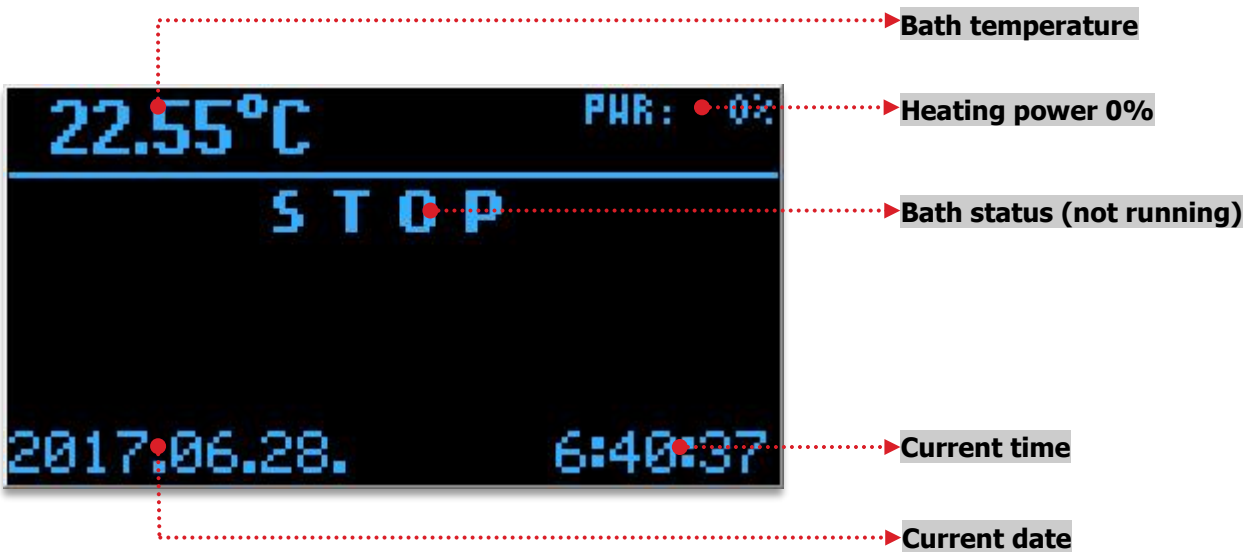 Bath temperature
22.55°C PWR: 0% Heating power 0%
STOP Bath status (not running)
2017.06.28. 6:40:37 Current time
Current date